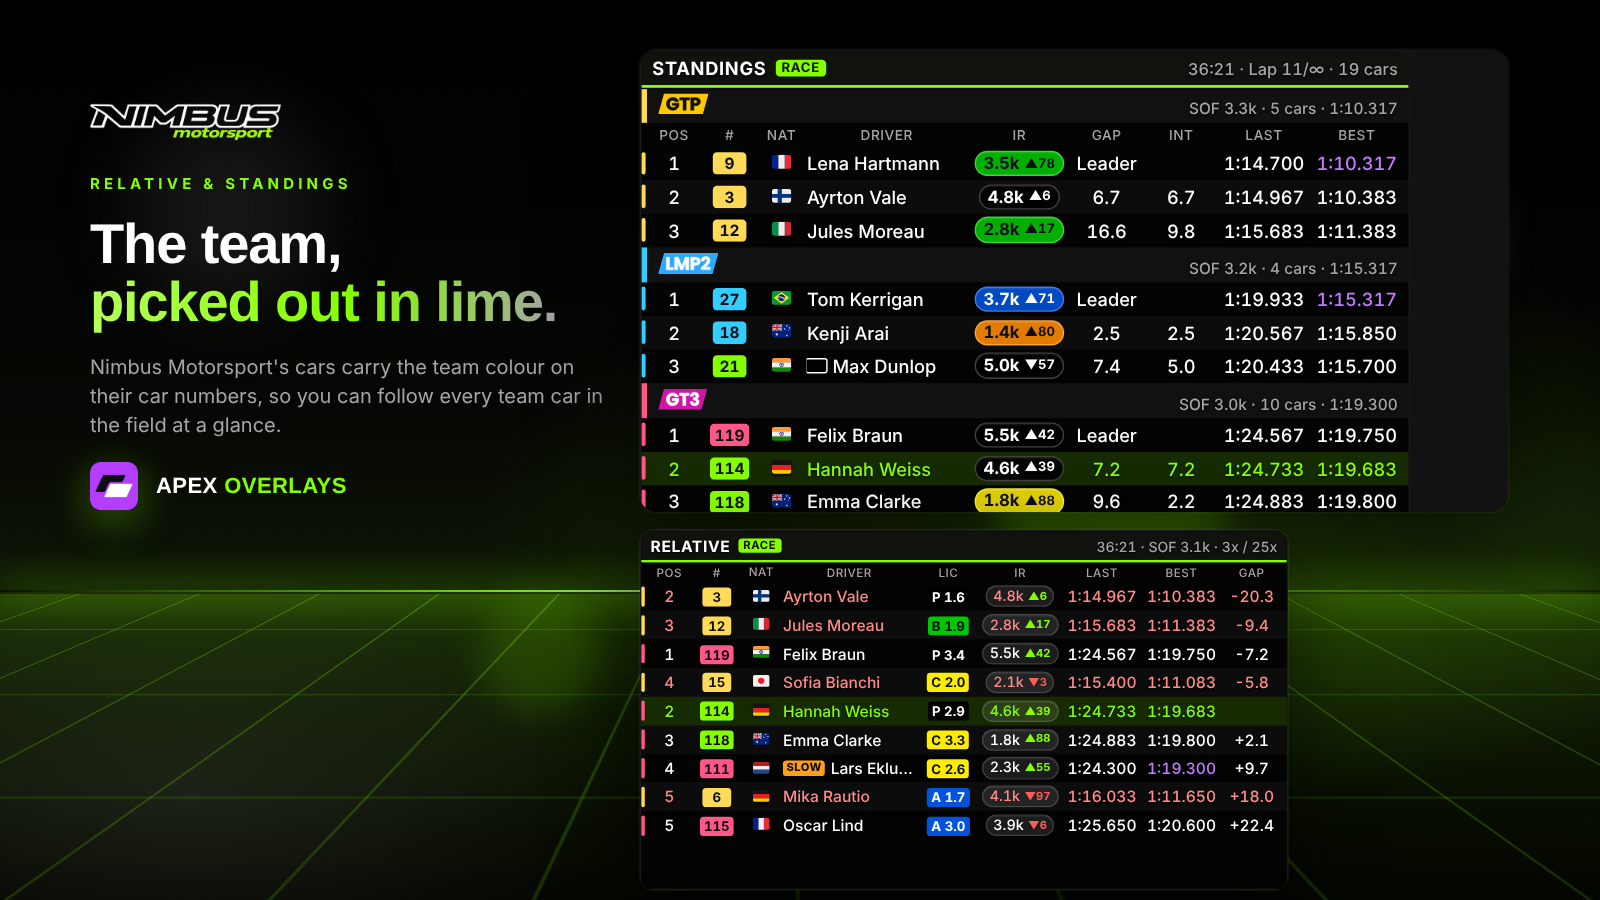 NIMBUS
motorsport
RELATIVE & STANDINGS
The team,
picked out in lime.
Nimbus Motorsport's cars carry the team colour on
their car numbers, so you can follow every team car in
the field at a glance.
APEX OVERLAYS
STANDINGS RACE 36:21 · Lap 11/∞ · 19 cars
GTP SOF 3.3k · 5 cars · 1:10.317
POS # NAT DRIVER IR GAP INT LAST BEST
1 9 Lena Hartmann 3.5k ▲78 Leader 1:14.700 1:10.317
2 3 Ayrton Vale 4.8k ▲6 6.7 6.7 1:14.967 1:10.383
3 12 Jules Moreau 2.8k ▲17 16.6 9.8 1:15.683 1:11.383
LMP2 SOF 3.2k · 4 cars · 1:15.317
1 27 Tom Kerrigan 3.7k ▲71 Leader 1:19.933 1:15.317
2 18 Kenji Arai 1.4k ▲80 2.5 2.5 1:20.567 1:15.850
3 21 Max Dunlop 5.0k ▼57 7.4 5.0 1:20.433 1:15.700
GT3 SOF 3.0k · 10 cars · 1:19.300
1 119 Felix Braun 5.5k ▲42 Leader 1:24.567 1:19.750
2 114 Hannah Weiss 4.6k ▲39 7.2 7.2 1:24.733 1:19.683
3 118 Emma Clarke 1.8k ▲88 9.6 2.2 1:24.883 1:19.800
RELATIVE RACE 36:21 · SOF 3.1k · 3x / 25x
POS # NAT DRIVER LIC IR LAST BEST GAP
2 3 Ayrton Vale P 1.6 4.8k ▲6 1:14.967 1:10.383 -20.3
3 12 Jules Moreau B 1.9 2.8k ▲17 1:15.683 1:11.383 -9.4
1 119 Felix Braun P 3.4 5.5k ▲42 1:24.567 1:19.750 -7.2
4 15 Sofia Bianchi C 2.0 2.1k ▼3 1:15.400 1:11.083 -5.8
2 114 Hannah Weiss P 2.9 4.6k ▲39 1:24.733 1:19.683
3 118 Emma Clarke C 3.3 1.8k ▲88 1:24.883 1:19.800 +2.1
4 111 SLOW Lars Eklu... C 2.6 2.3k ▲55 1:24.300 1:19.300 +9.7
5 6 Mika Rautio A 1.7 4.1k ▼97 1:16.033 1:11.650 +18.0
5 115 Oscar Lind A 3.0 3.9k ▼6 1:25.650 1:20.600 +22.4